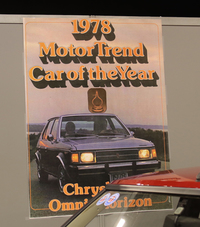 1978
Motor Trend
Car of the Year
Chrys
Omni Horizon